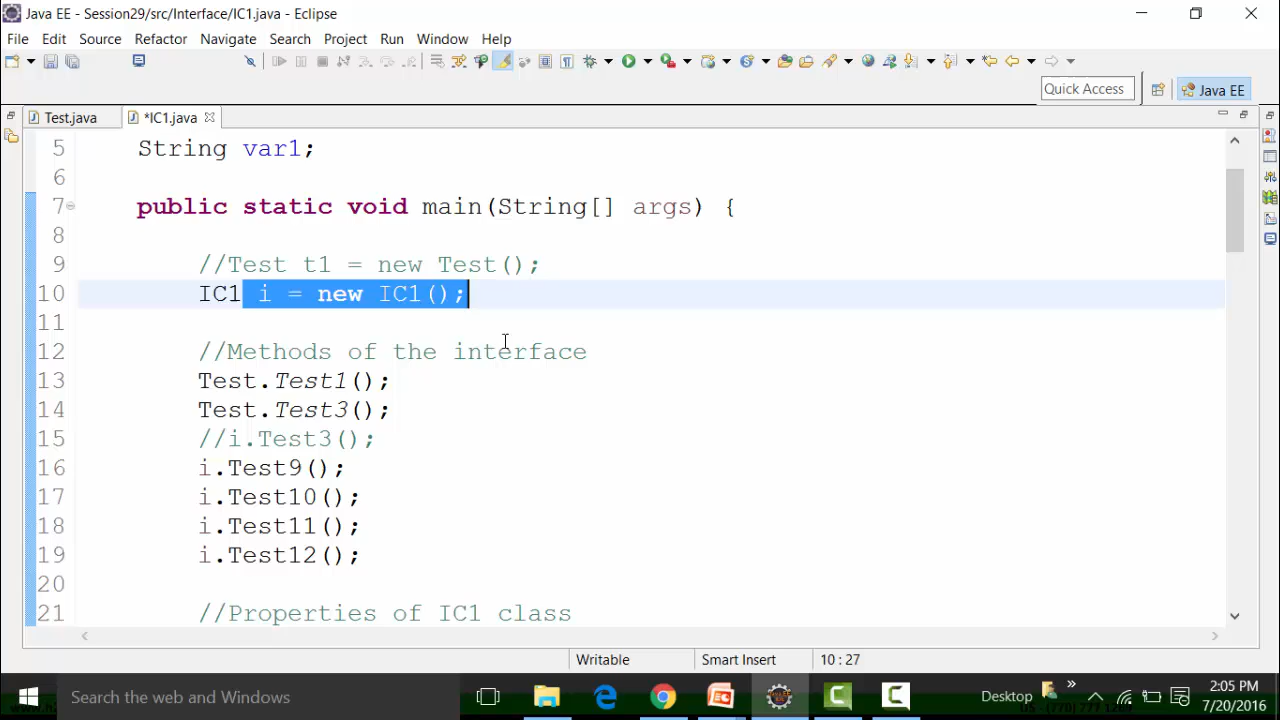 Java EE - Session29/src/Interface/IC1.java - Eclipse
File Edit Source Refactor Navigate Search Project Run Window Help
Quick Access
Java EE
Test.java
*IC1.java
5 String var1;
6
7 public static void main(String[] args) {
8
9 //Test t1 = new Test();
10 IC1 i = new IC1();
11
12 //Methods of the interface
13 Test.Test1();
14 Test.Test3();
15 //i.Test3();
16 i.Test9();
17 i.Test10();
18 i.Test11();
19 i.Test12();
20
21 //Properties of IC1 class
Writable Smart Insert 10 : 27
Search the web and Windows
Desktop
2:05 PM
7/20/2016